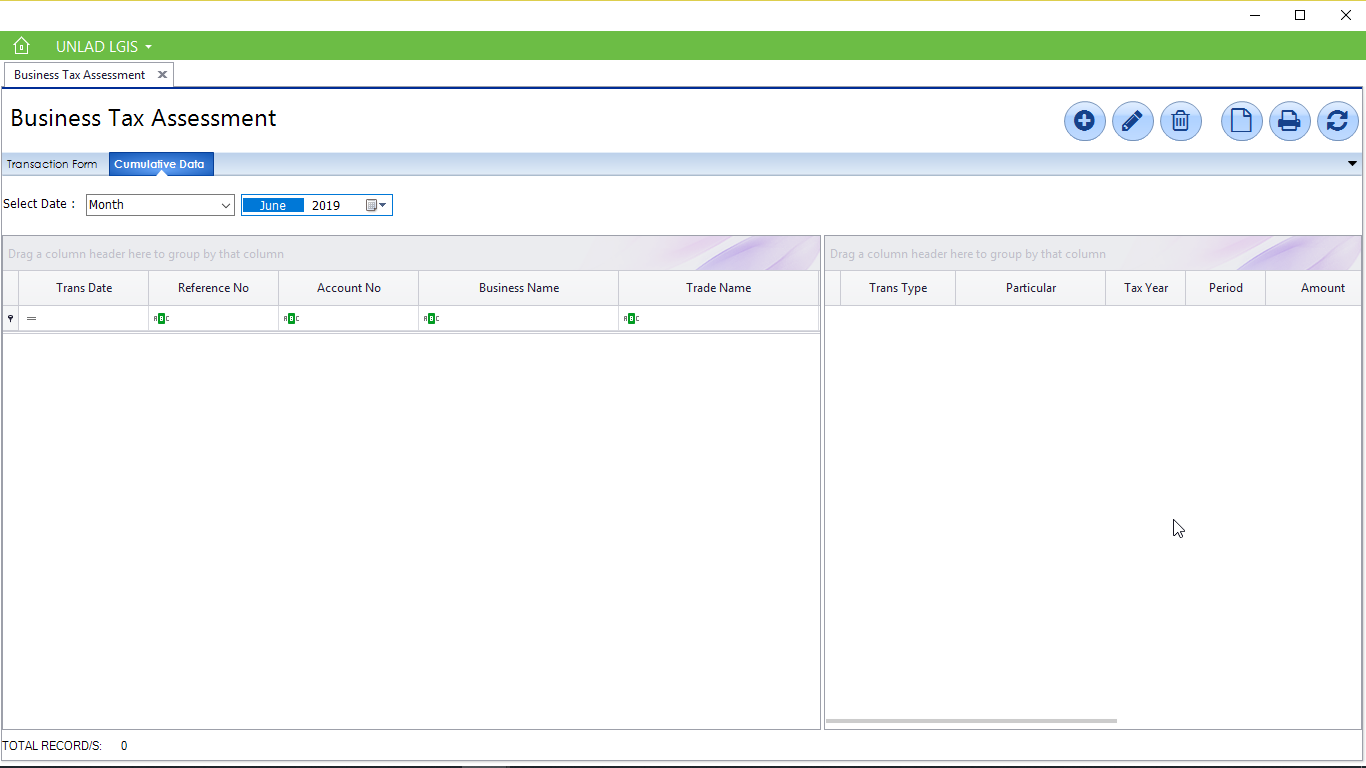 UNLAD LGIS
Business Tax Assessment
Business Tax Assessment
Transaction Form Cumulative Data
Select Date : Month June 2019
Drag a column header here to group by that column Drag a column header here to group by that column
Trans Date Reference No Account No Business Name Trade Name Trans Type Particular Tax Year Period Amount
= ABC ABC ABC ABC
TOTAL RECORD/S: 0